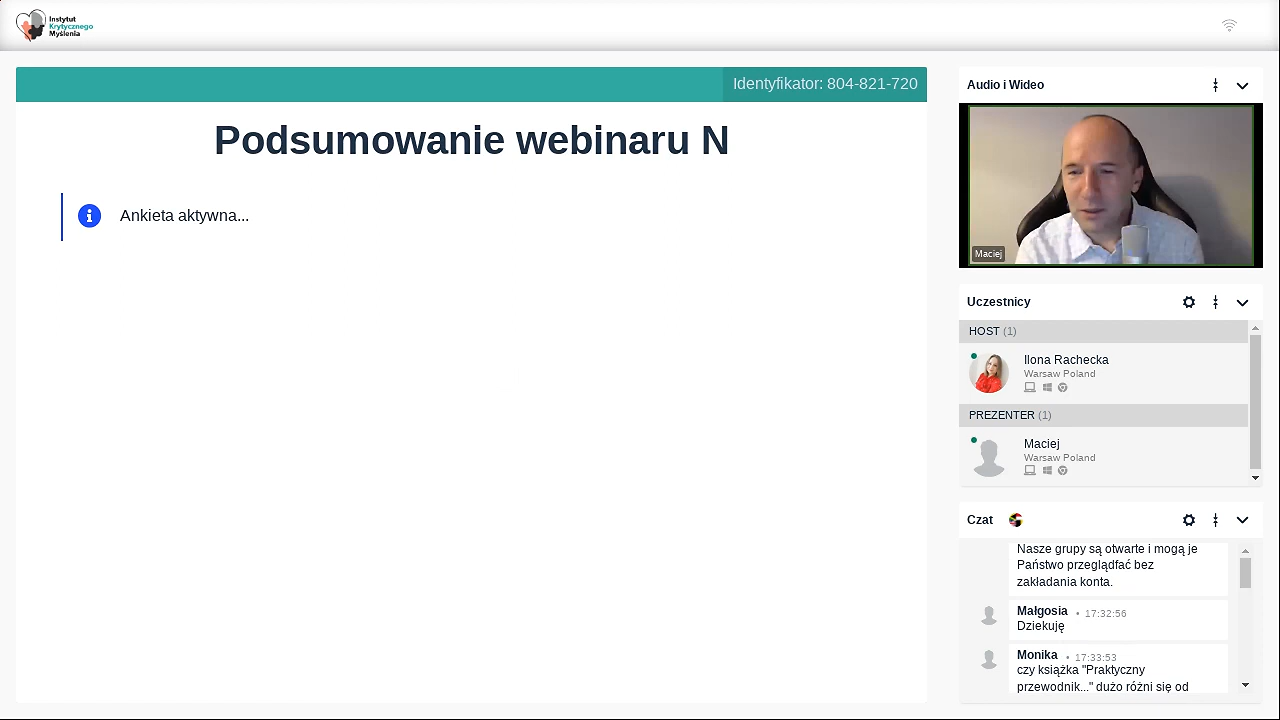 Instytut
Krytycznego
Myślenia
Identyfikator: 804-821-720
Podsumowanie webinaru N
Ankieta aktywna...
Audio i Wideo
Maciej
Uczestnicy
HOST (1)
Ilona Rachecka
Warsaw Poland
PREZENTER (1)
Maciej
Warsaw Poland
Czat
Nasze grupy są otwarte i mogą je
Państwo przeglądfać bez
zakładania konta.
Małgosia • 17:32:56
Dziekuję
Monika • 17:33:53
czy książka "Praktyczny
przewodnik..." dużo różni się od